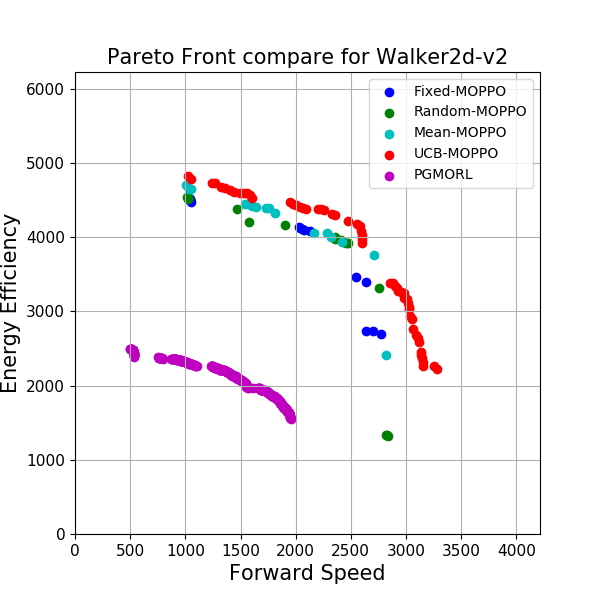 Pareto Front compare for Walker2d-v2
Fixed-MOPPO
Random-MOPPO
Mean-MOPPO
UCB-MOPPO
PGMORL
6000
5000
4000
3000
2000
1000
0
Energy Efficiency
0 500 1000 1500 2000 2500 3000 3500 4000
Forward Speed